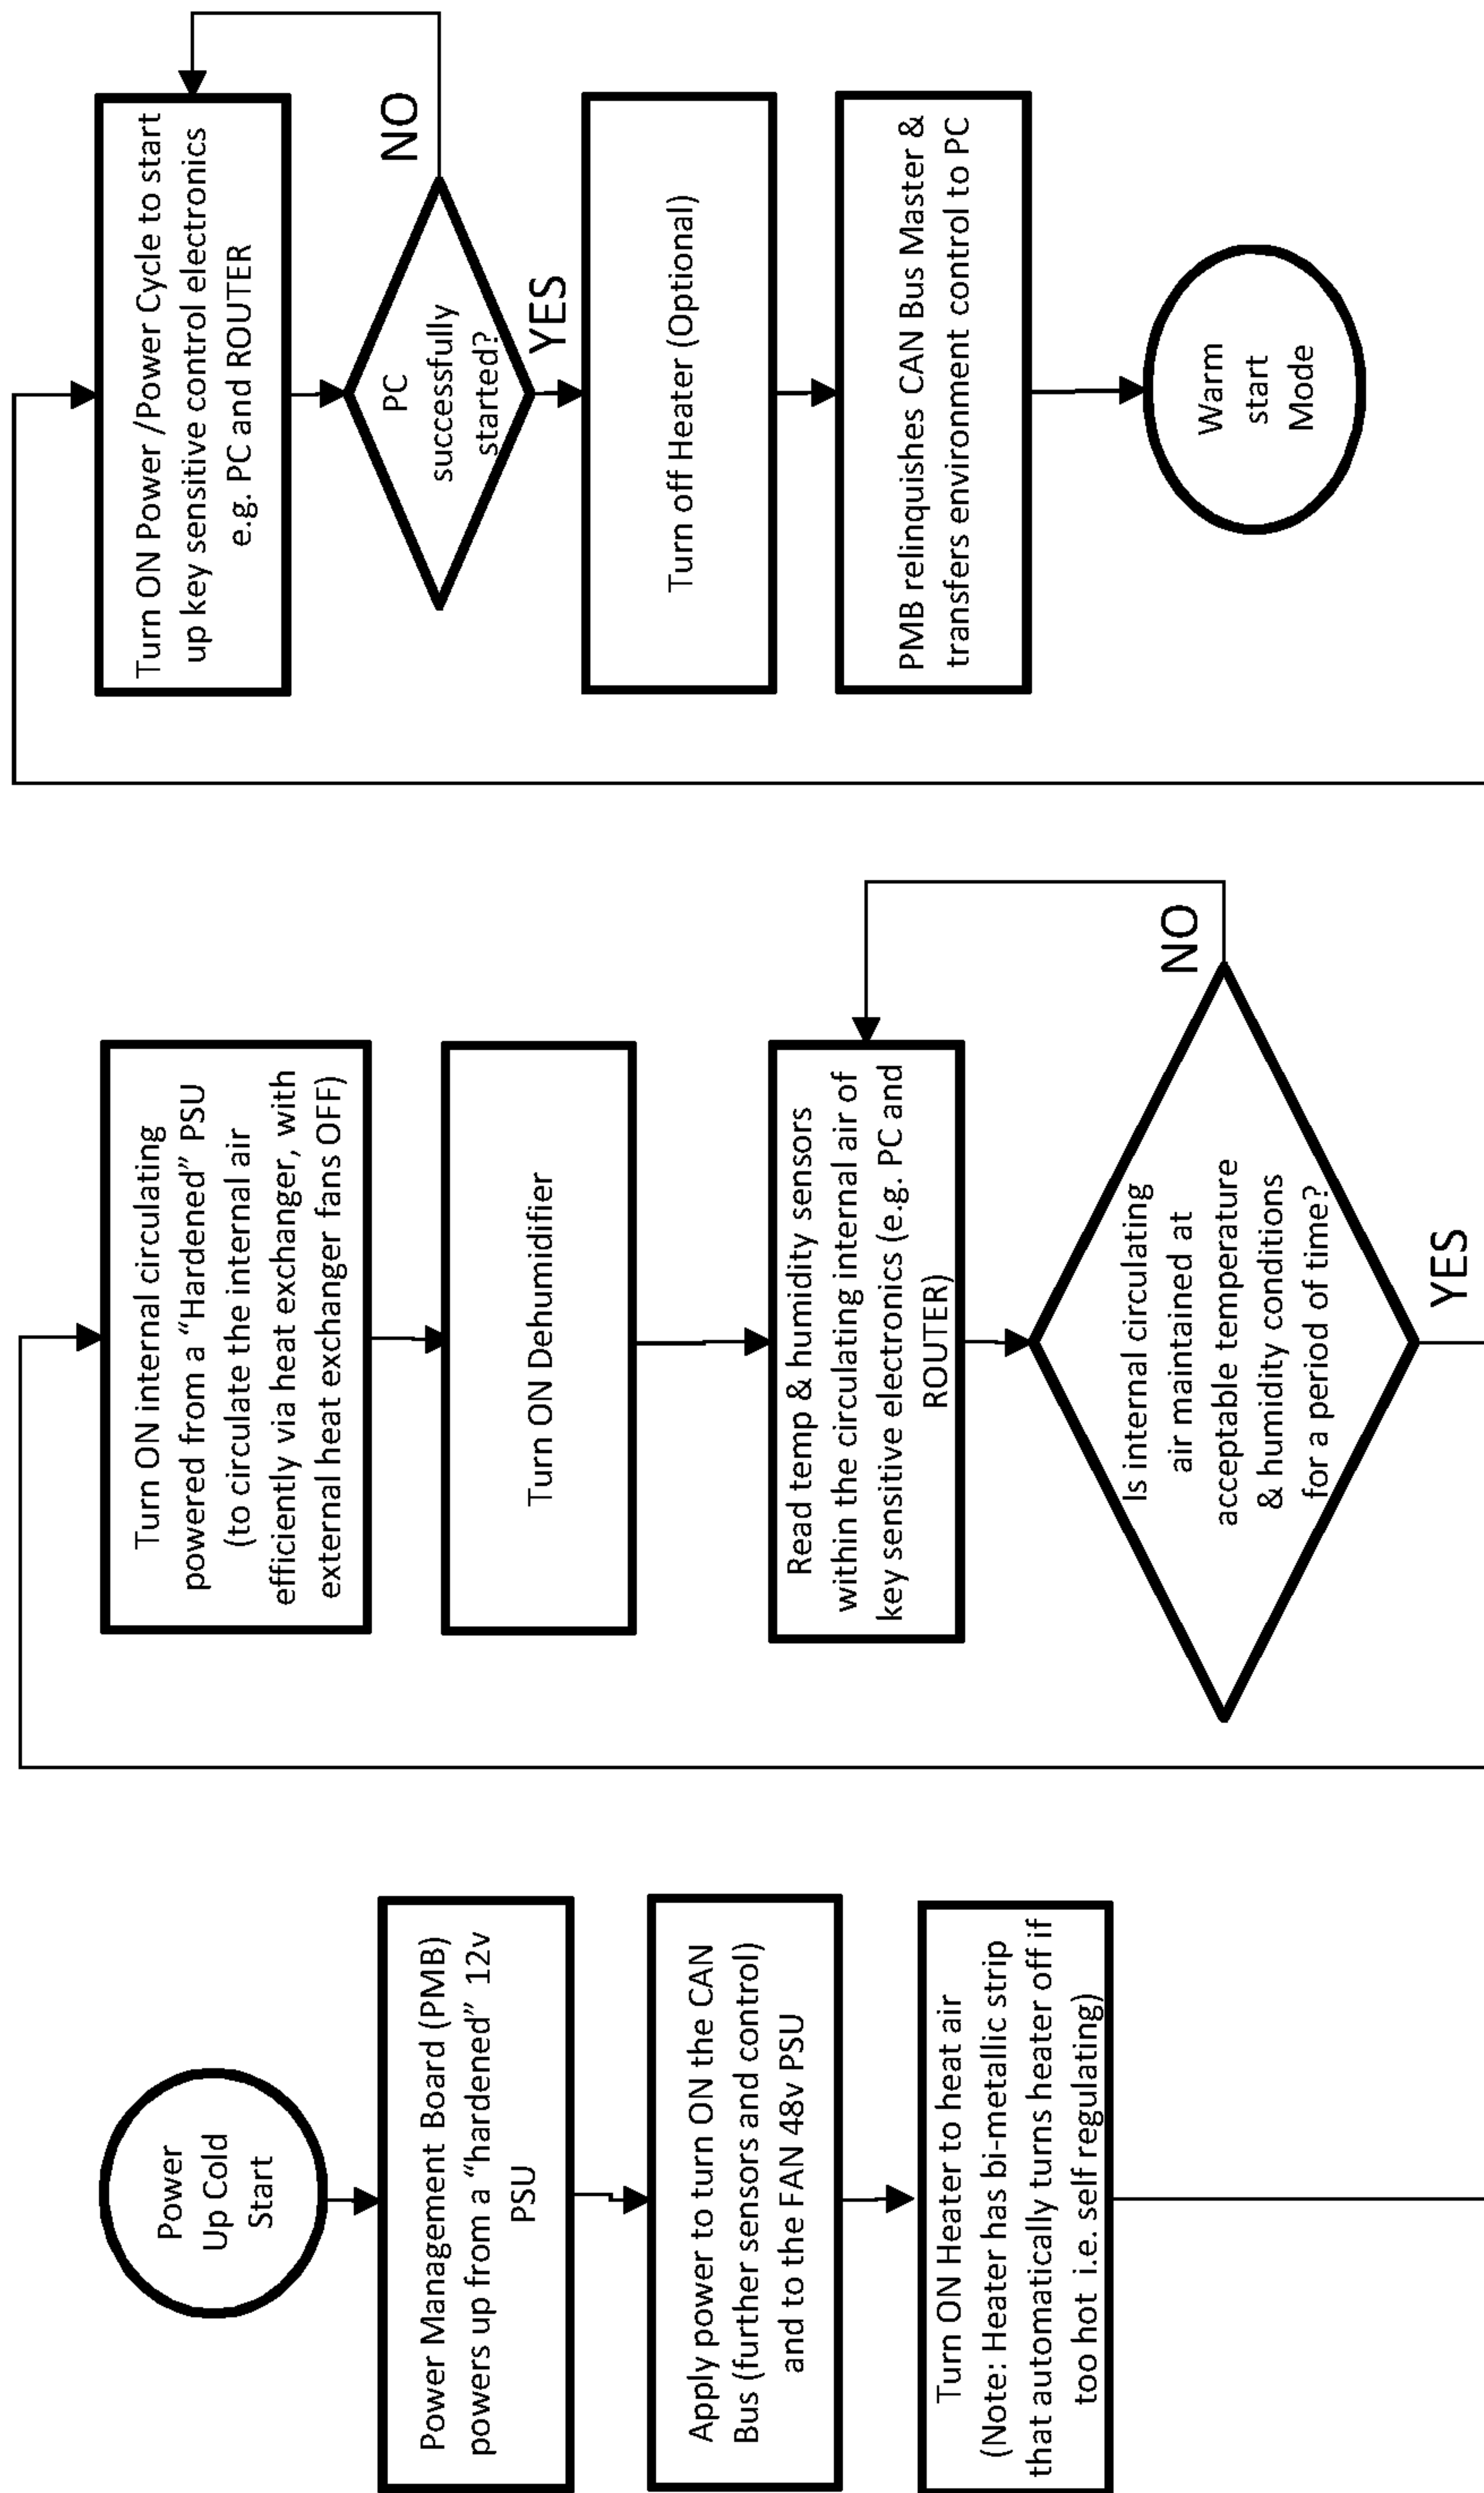 Power
Up Cold
Start
Power Management Board (PMB)
powers up from a “hardened” 12v
PSU
Apply power to turn ON the CAN
Bus (further sensors and control)
and to the FAN 48v PSU
Turn ON Heater to heat air
(Note: Heater has bi-metallic strip
that automatically turns heater off if
too hot i.e. self regulating)
Turn ON internal circulating
powered from a “Hardened” PSU
(to circulate the internal air
efficiently via heat exchanger, with
external heat exchanger fans OFF)
Turn ON Dehumidifier
Read temp & humidity sensors
within the circulating internal air of
key sensitive electronics (e.g. PC and
ROUTER)
Is internal circulating
air maintained at
acceptable temperature
& humidity conditions
for a period of time?
NO
YES
Turn ON Power /Power Cycle to start
up key sensitive control electronics
e.g. PC and ROUTER
PC
successfully
started?
NO
YES
Turn off Heater (Optional)
PMB relinquishes CAN Bus Master &
transfers environment control to PC
Warm
start
Mode